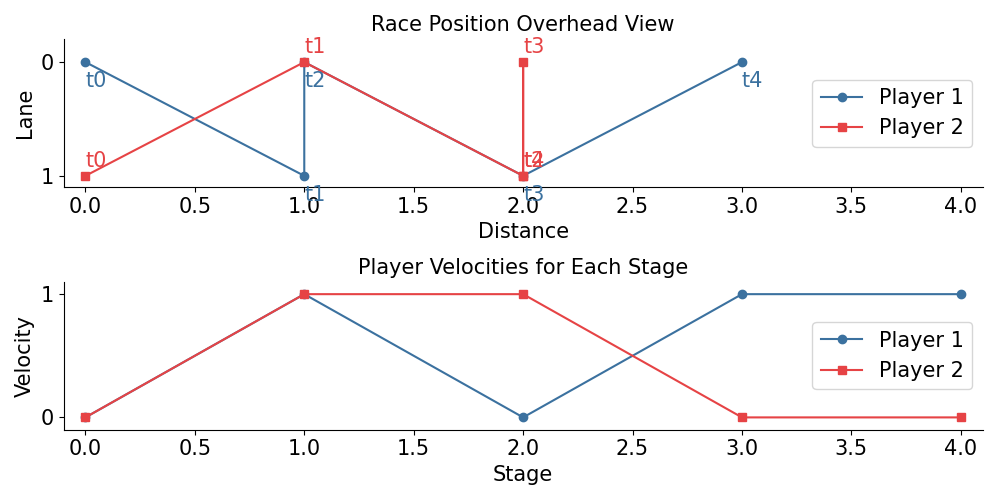 Race Position Overhead View
t1
t3
0
t0
t2
t4
Lane
Player 1
Player 2
t0
t2
t4
1
t1
t3
0.0 0.5 1.0 1.5 2.0 2.5 3.0 3.5 4.0
Distance
Player Velocities for Each Stage
1
Velocity
Player 1
Player 2
0
0.0 0.5 1.0 1.5 2.0 2.5 3.0 3.5 4.0
Stage